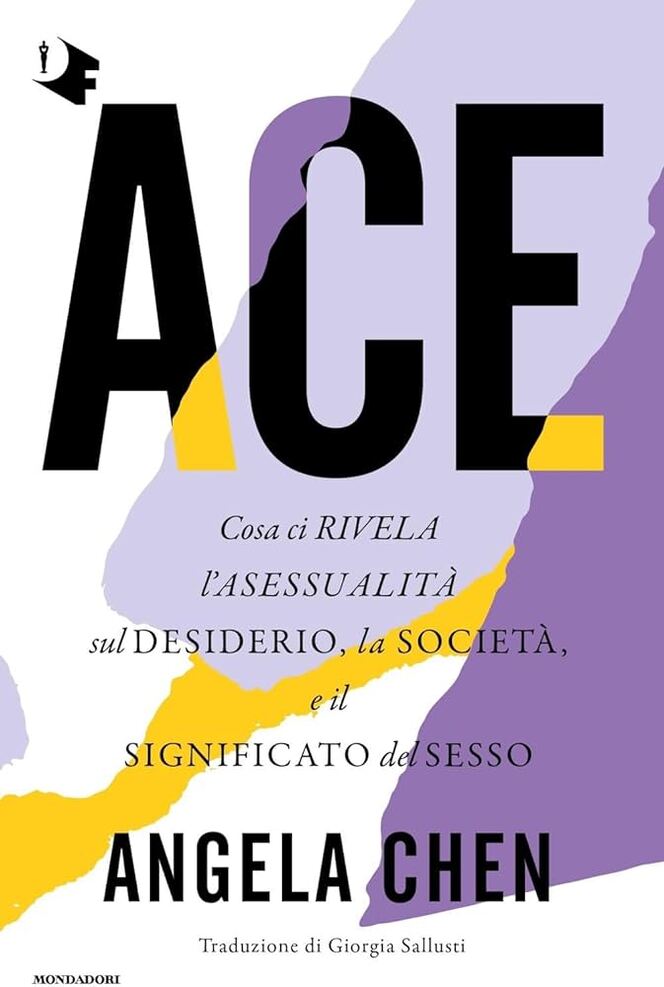 F
ACE
Cosa ci RIVELA
l'ASESSUALITÀ
sul DESIDERIO, la SOCIETÀ,
e il
SIGNIFICATO del SESSO
ANGELA CHEN
Traduzione di Giorgia Sallusti
MONDADORI